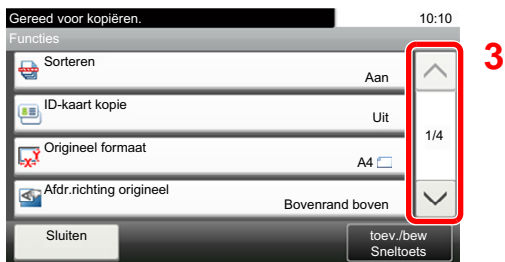 Gereed voor kopiëren. 10:10
Functies
3
Sorteren
Aan
ID-kaart kopie
Uit
1/4
Origineel formaat
A4
Afdr.richting origineel
Bovenrand boven
Sluiten
toev./bew
Sneltoets